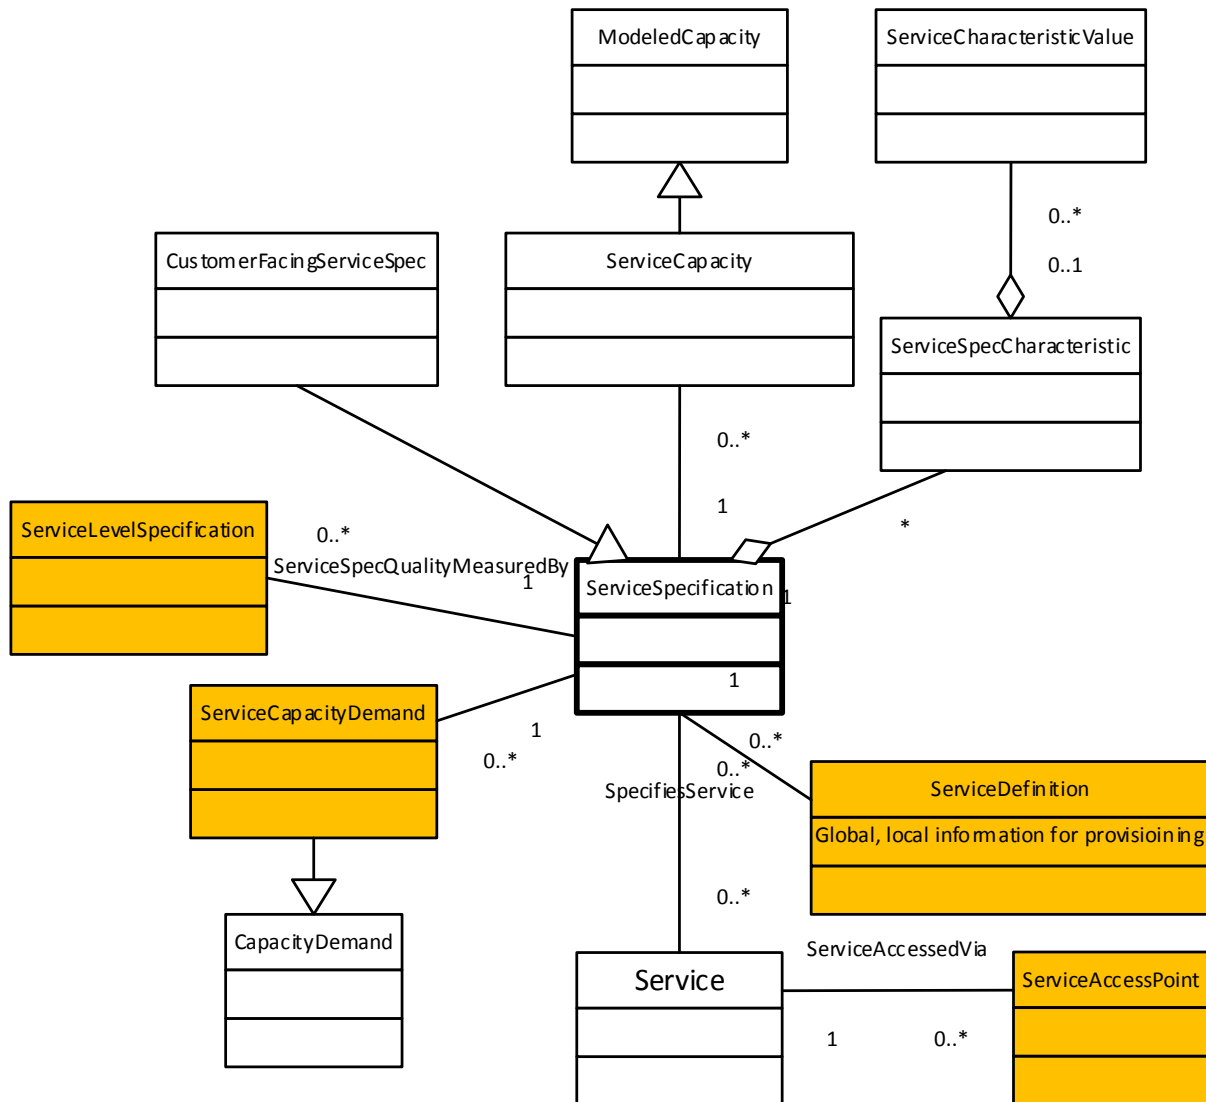 ModeledCapacity
ServiceCharacteristicValue
0..*
0..1
CustomerFacingServiceSpec
ServiceCapacity
ServiceSpecCharacteristic
0..*
1
*
ServiceLevelSpecification
0..*
ServiceSpecQualityMeasuredBy
1
ServiceSpecification
1
1
ServiceCapacityDemand
1
0..*
0..*
0..*
SpecifiesService
ServiceDefinition
Global, local information for provisioining
0..*
CapacityDemand
Service
ServiceAccessedVia
ServiceAccessPoint
1
0..*